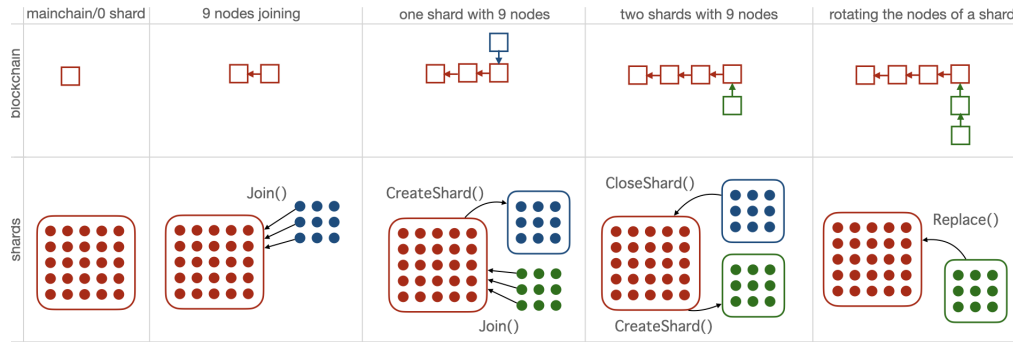 mainchain/0 shard
9 nodes joining
one shard with 9 nodes
two shards with 9 nodes
rotating the nodes of a shard
blockchain
shards
Join()
CreateShard()
Join()
CloseShard()
CreateShard()
Replace()